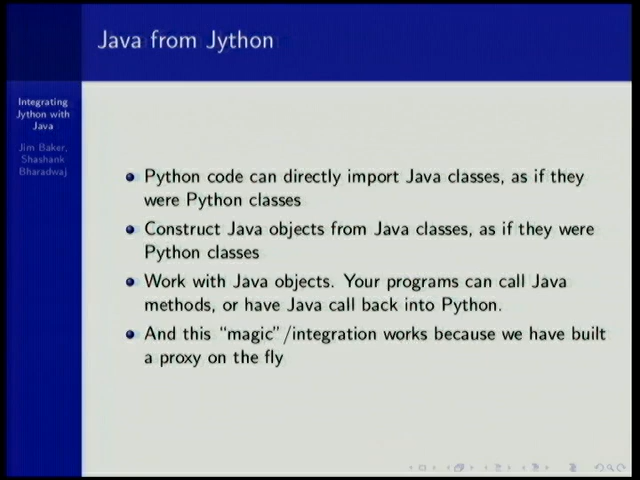 Java from Jython
Integrating
Jython with
Java
Jim Baker,
Shashank
Bharadwaj
Python code can directly import Java classes, as if they
were Python classes
Construct Java objects from Java classes, as if they were
Python classes
Work with Java objects. Your programs can call Java
methods, or have Java call back into Python.
And this “magic”/integration works because we have built
a proxy on the fly